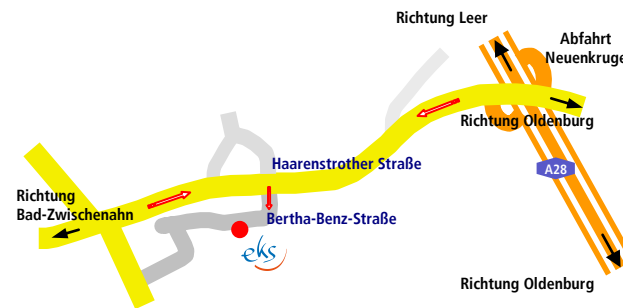 Richtung Leer
Abfahrt
Neuenkruge
Richtung Oldenburg
Haarenstrother Straße
A28
Richtung
Bad-Zwischenahn
Bertha-Benz-Straße
eks
Richtung Oldenburg